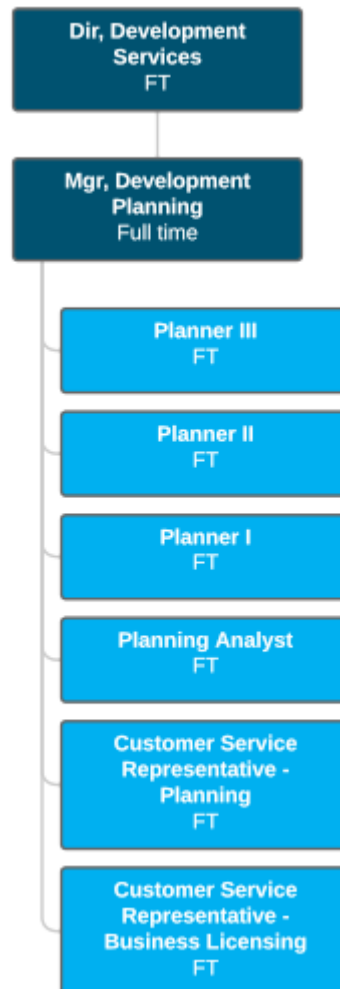 Dir, Development
Services
FT
Mgr, Development
Planning
Full time
Planner III
FT
Planner II
FT
Planner I
FT
Planning Analyst
FT
Customer Service
Representative -
Planning
FT
Customer Service
Representative -
Business Licensing
FT